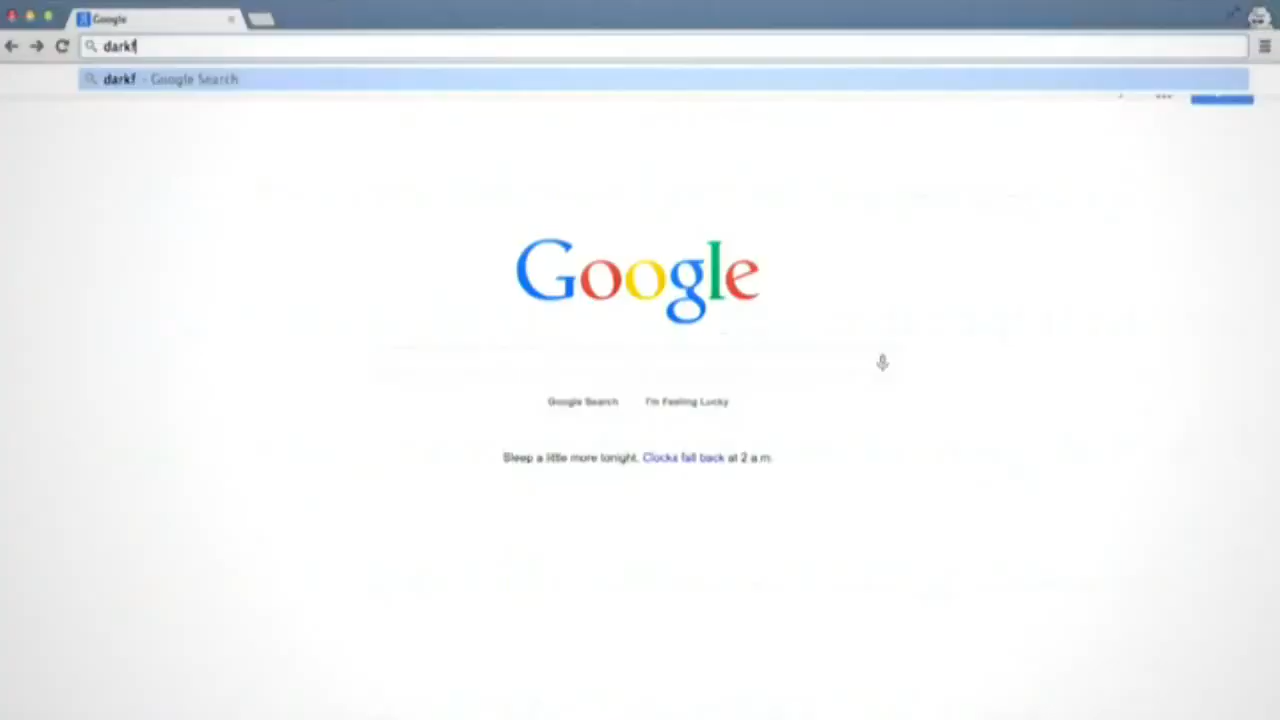 Google
darkf
darkf - Google Search
Google
Google Search I'm Feeling Lucky
Sleep a little more tonight. Clocks fall back at 2 a.m.